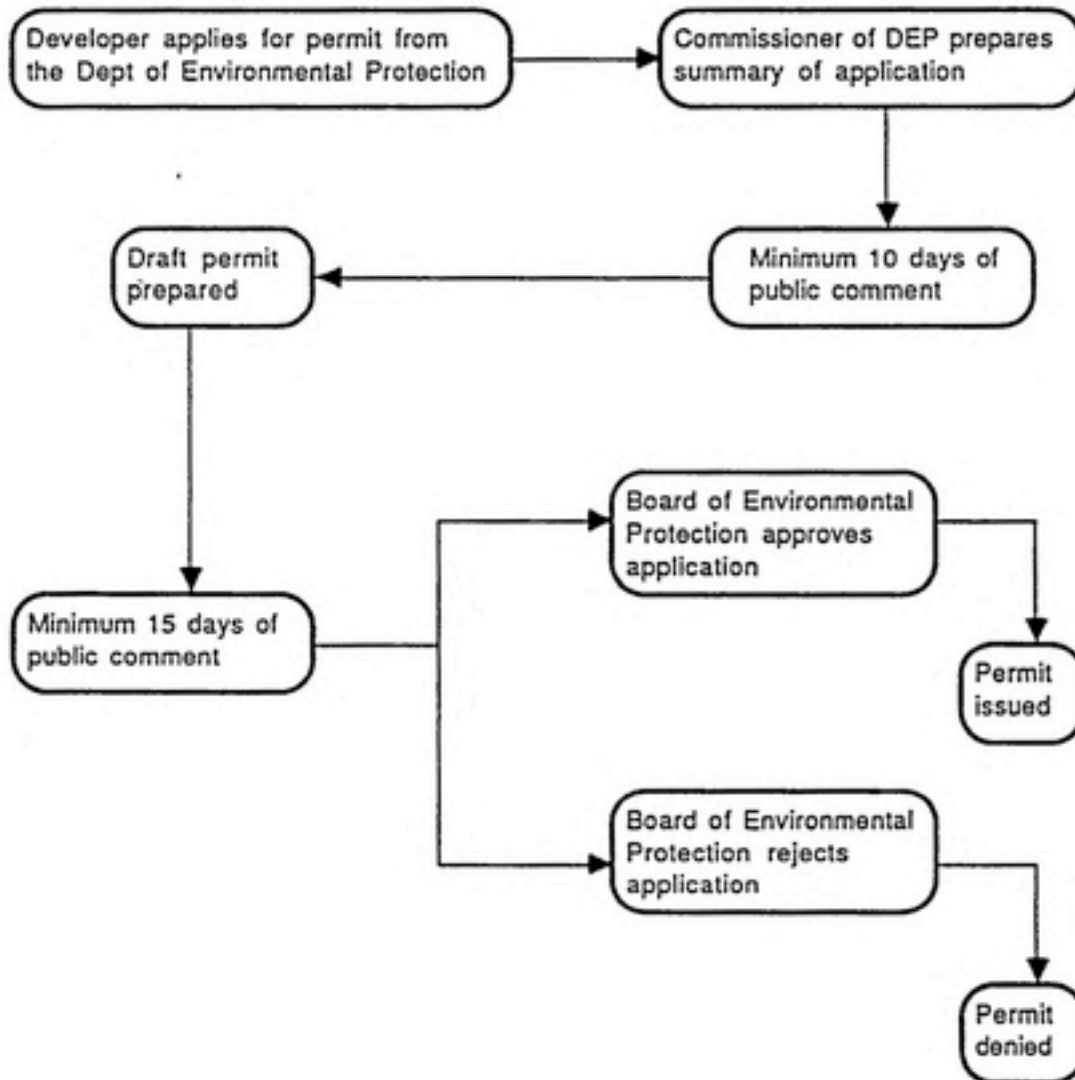 Developer applies for permit from
the Dept of Environmental Protection
Commissioner of DEP prepares
summary of application
Minimum 10 days of
public comment
Draft permit
prepared
Minimum 15 days of
public comment
Board of Environmental
Protection approves
application
Permit
issued
Board of Environmental
Protection rejects
application
Permit
denied